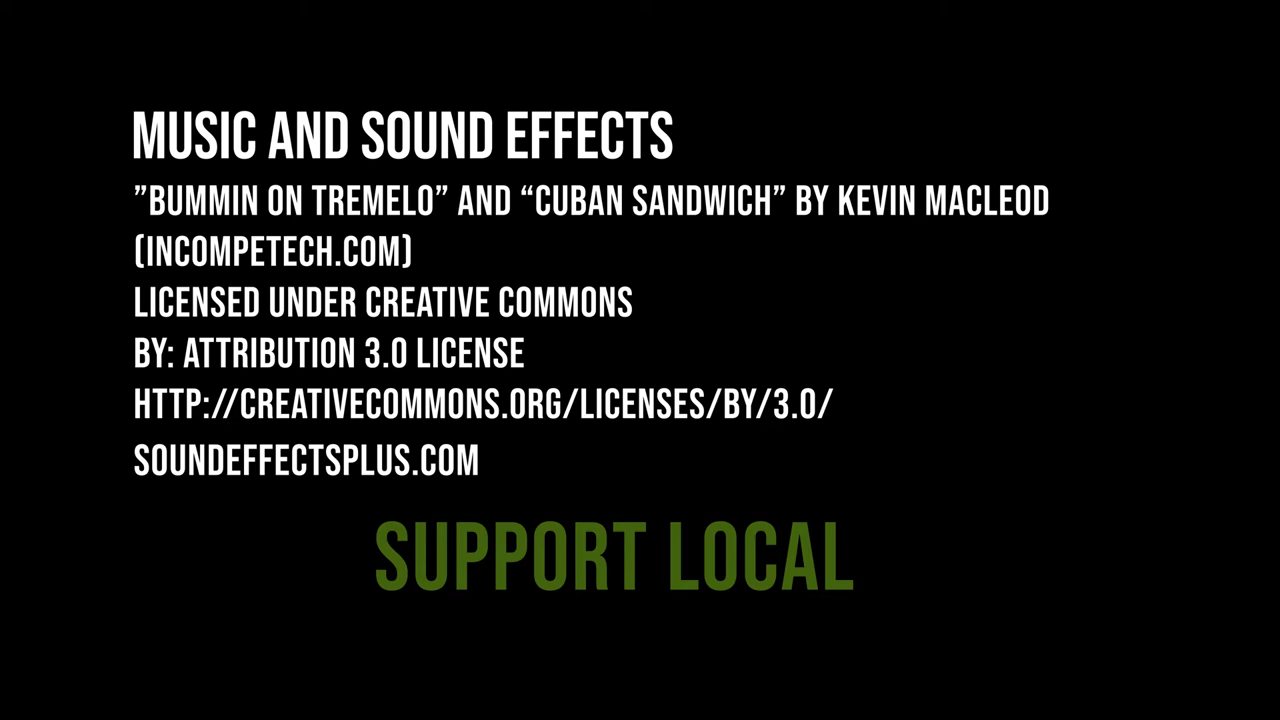 MUSIC AND SOUND EFFECTS
”BUMMIN ON TREMELO” AND “CUBAN SANDWICH” BY KEVIN MACLEOD
(INCOMPETECH.COM)
LICENSED UNDER CREATIVE COMMONS
BY: ATTRIBUTION 3.0 LICENSE
HTTP://CREATIVECOMMONS.ORG/LICENSES/BY/3.0/
SOUNDEFFECTSPLUS.COM
SUPPORT LOCAL